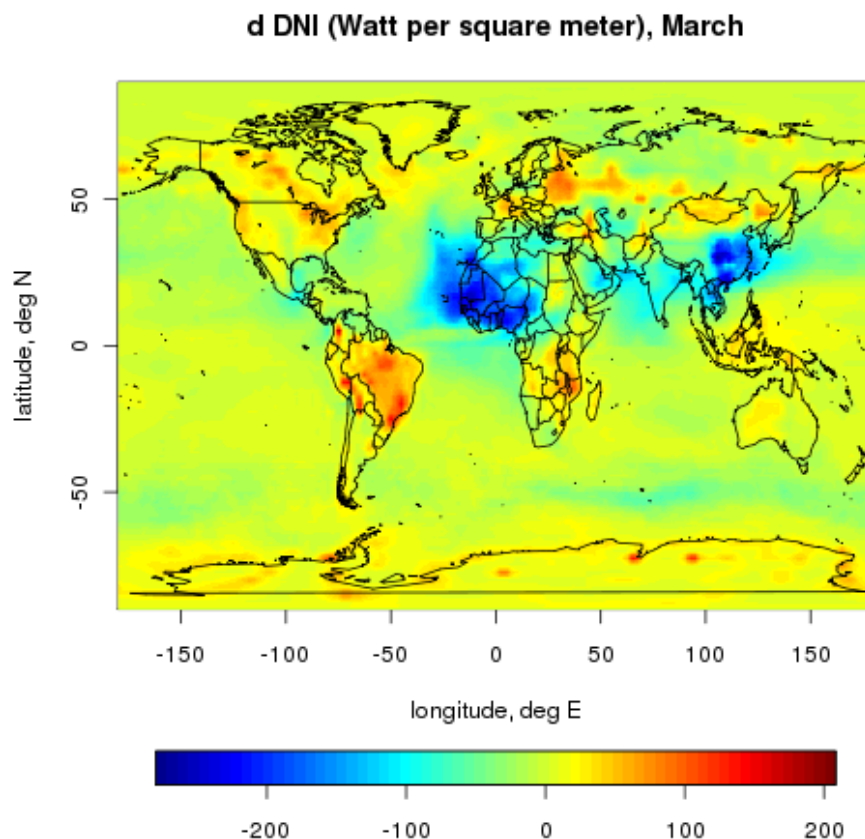 d DNI (Watt per square meter), March
50
0
-50
latitude, deg N
-150 -100 -50 0 50 100 150
longitude, deg E
-200 -100 0 100 200